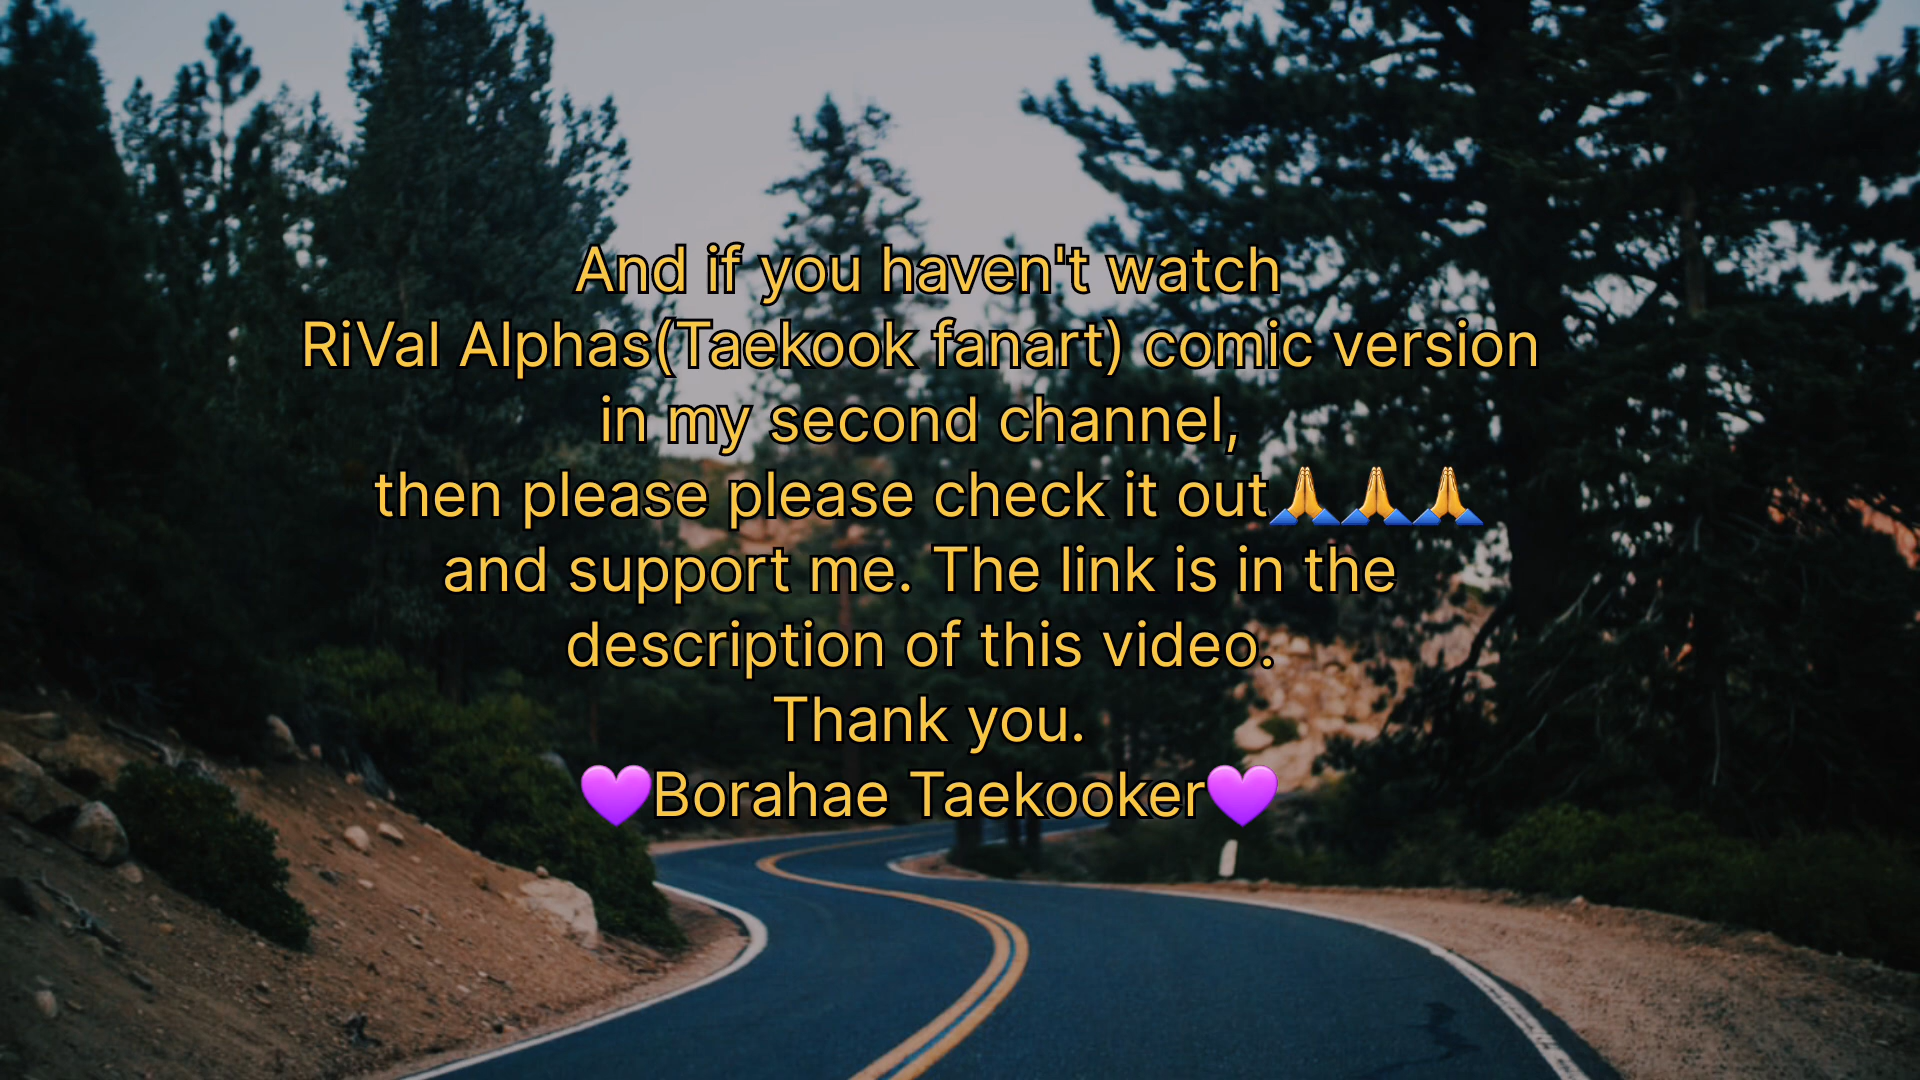 And if you haven't watch
RiVal Alphas(Taekook fanart) comic version
in my second channel,
then please please check it out🙏🙏🙏
and support me. The link is in the
description of this video.
Thank you.
💜Borahae Taekooker💜